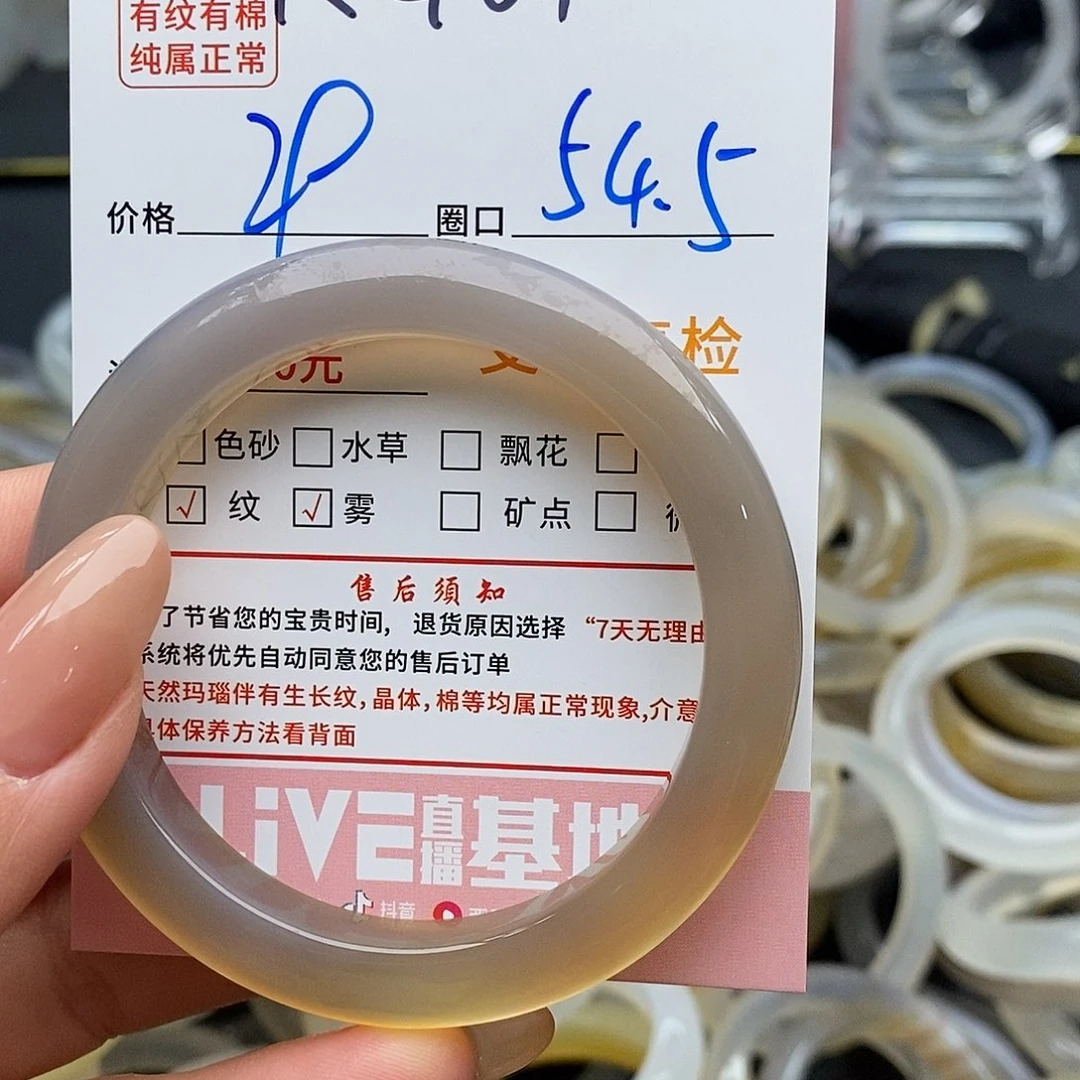 有纹有棉
纯属正常
价格 圈口 54.5
0元 检
色砂 水草 飘花
√ 纹 √ 雾 矿点
售后须知
了节省您的宝贵时间，退货原因选择 “7天无理由
系统将优先自动同意您的售后订单
天然玛瑙伴有生长纹,晶体,棉等均属正常现象,介意
体保养方法看背面
LiVE直播基地
抖音